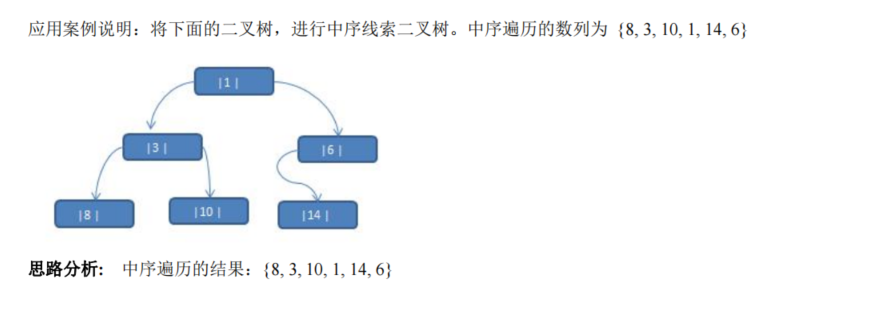 应用案例说明：将下面的二叉树，进行中序线索二叉树。中序遍历的数列为 {8, 3, 10, 1, 14, 6}
| 1 |
| 3 |
| 6 |
| 8 |
| 10 |
| 14 |
思路分析: 中序遍历的结果：{8, 3, 10, 1, 14, 6}